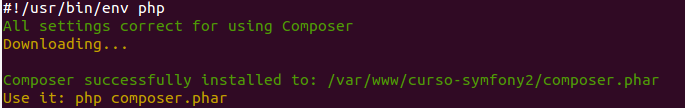 #!/usr/bin/env php
All settings correct for using Composer
Downloading...
Composer successfully installed to: /var/www/curso-symfony2/composer.phar
Use it: php composer.phar